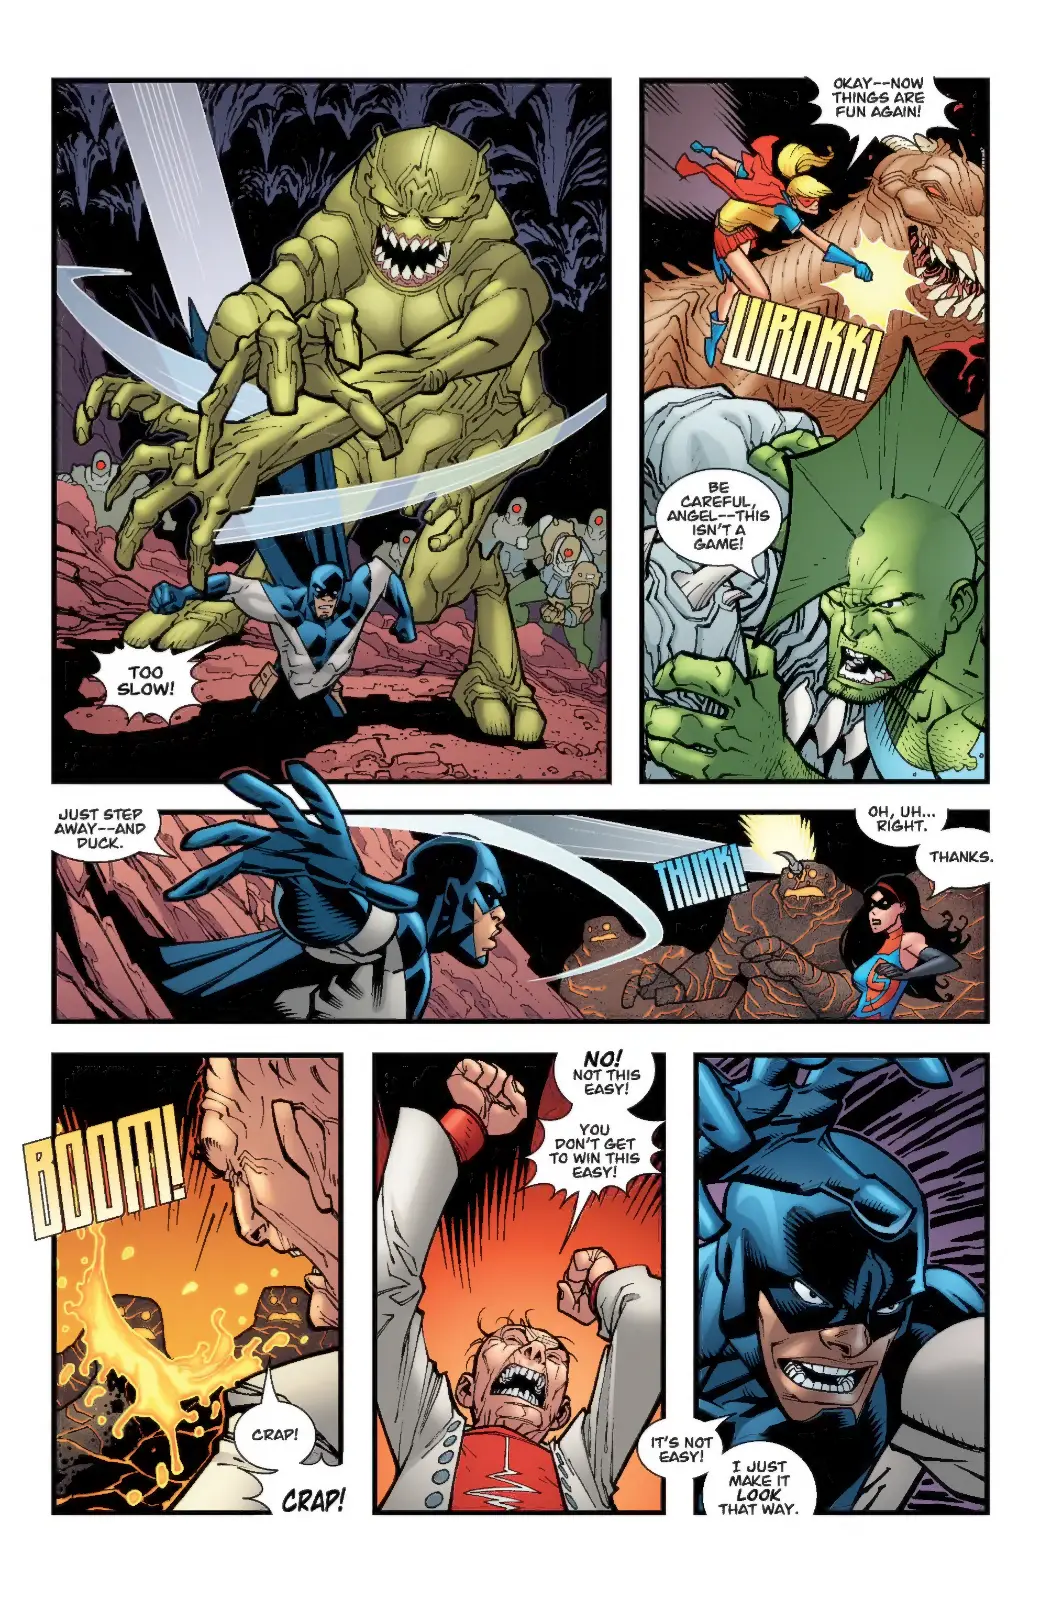 TOO
SLOW!
OKAY--NOW
THINGS ARE
FUN AGAIN!
WROKK!
BE
CAREFUL,
ANGEL--THIS
ISN'T A
GAME!
JUST STEP
AWAY--AND
DUCK.
THUNK!
OH, UH...
RIGHT.
THANKS.
BOOM!
CRAP!
CRAP!
NO!
NOT THIS
EASY!
YOU
DON'T GET
TO WIN THIS
EASY!
IT'S NOT
EASY!
I JUST
MAKE IT
LOOK
THAT WAY.